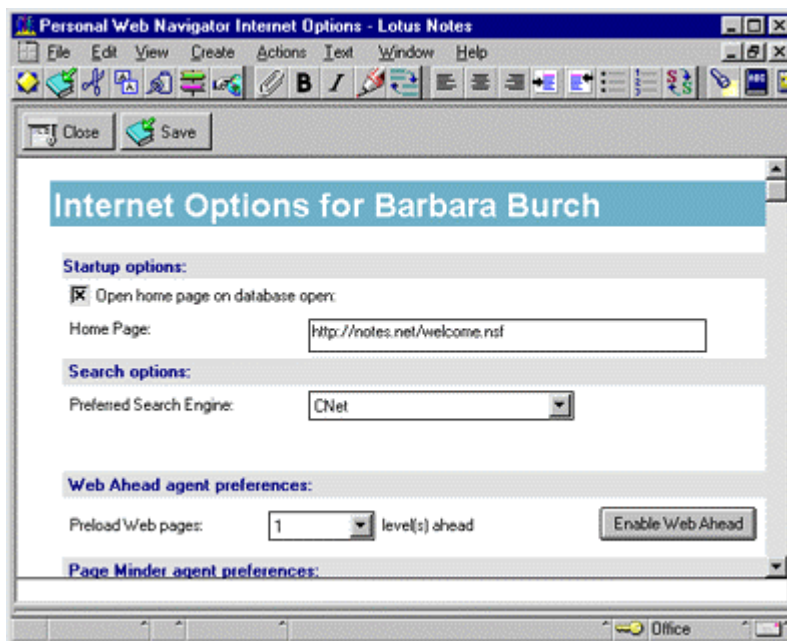 Personal Web Navigator Internet Options - Lotus Notes
File Edit View Create Actions Text Window Help
Close Save
Internet Options for Barbara Burch
Startup options:
Open home page on database open:
Home Page: http://notes.net/welcome.nsf
Search options:
Preferred Search Engine: CNet
Web Ahead agent preferences:
Preload Web pages: 1 level(s) ahead Enable Web Ahead
Page Minder agent preferences:
Office